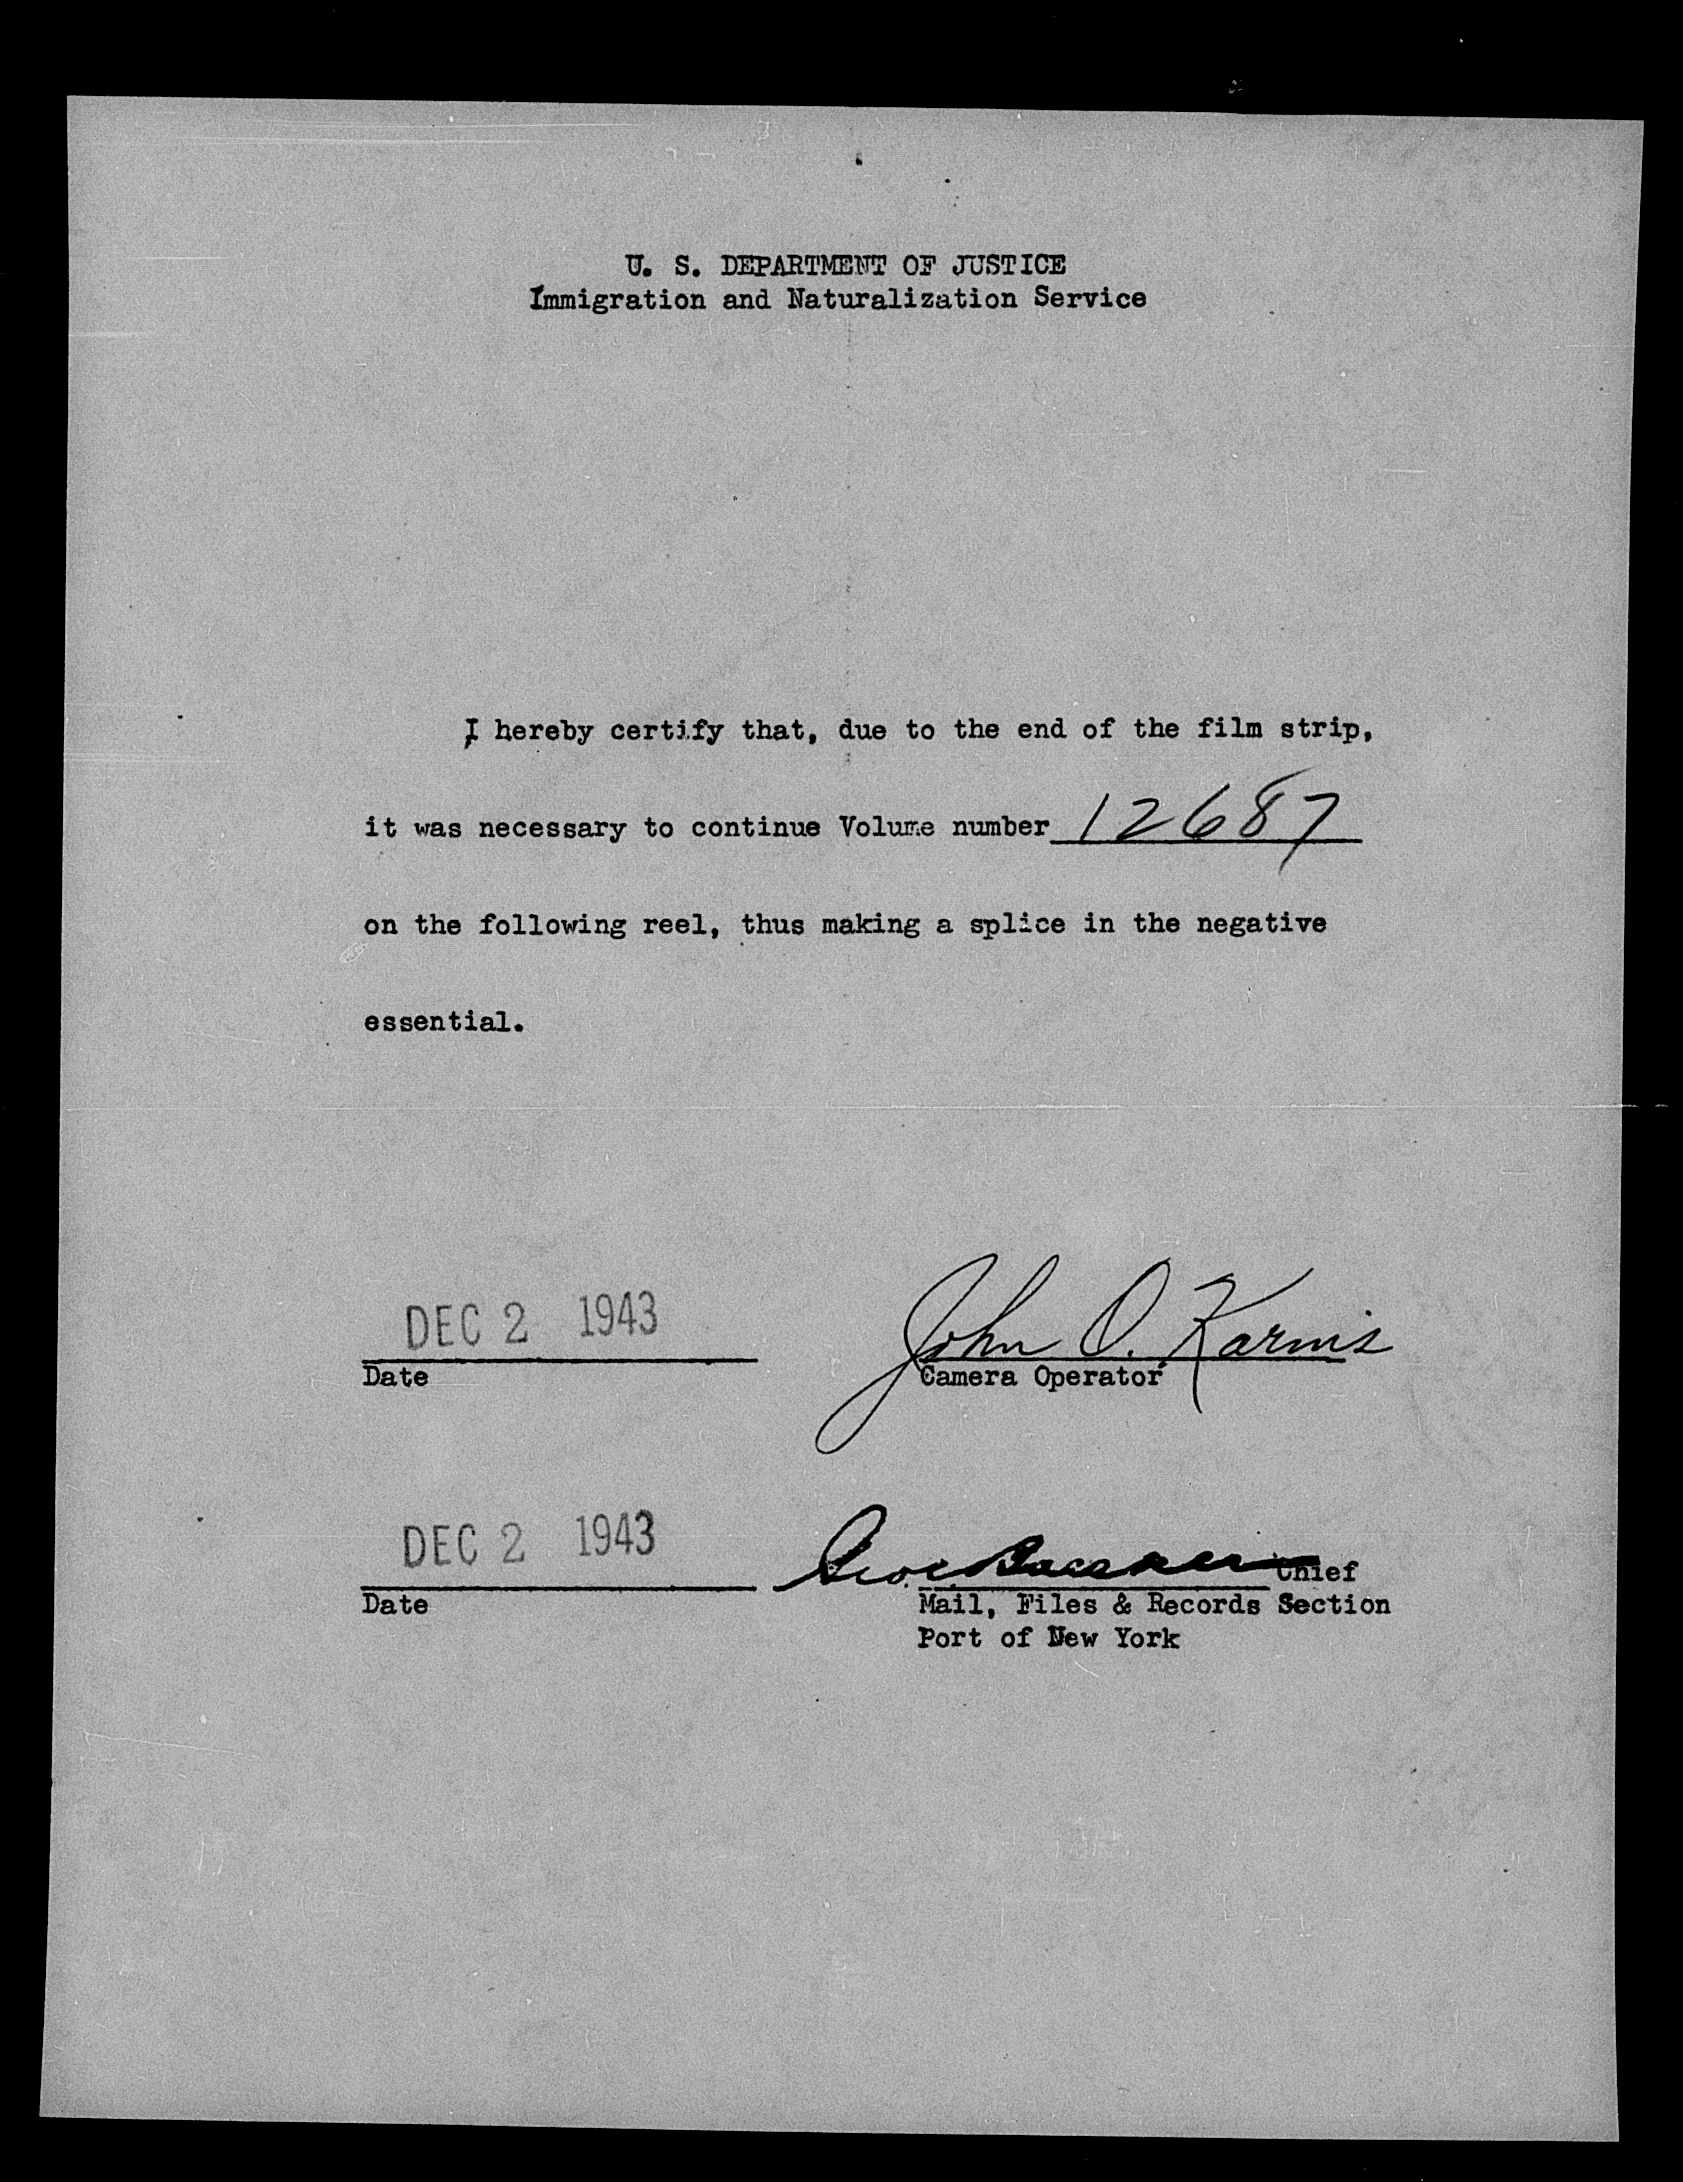 U. S. DEPARTMENT OF JUSTICE
Immigration and Naturalization Service
I hereby certify that, due to the end of the film strip,
it was necessary to continue Volume number 12687
on the following reel, thus making a splice in the negative
essential.
DEC 2 1943
John O. Karnis
Date
Camera Operator
DEC 2 1943
Chief
Date
Mail, Files & Records Section
Port of New York